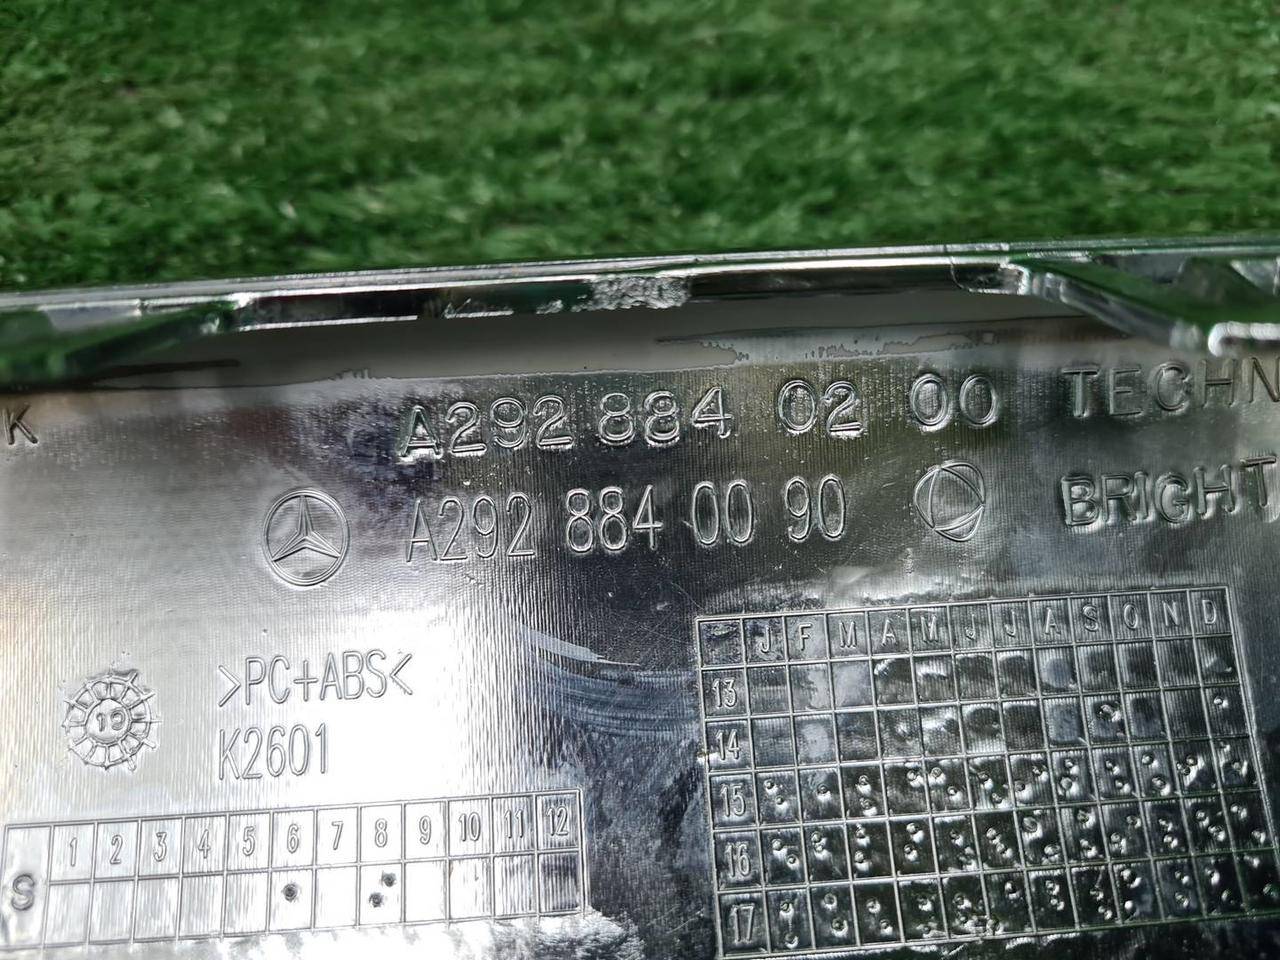 K
A292 884 02 00 TECHN
A292 884 00 90 BRIGHT
>PC+ABS<
10
K2601
J F M A M J J A S O N D
13
14
15
16
17
1 2 3 4 5 6 7 8 9 10 11 12
S